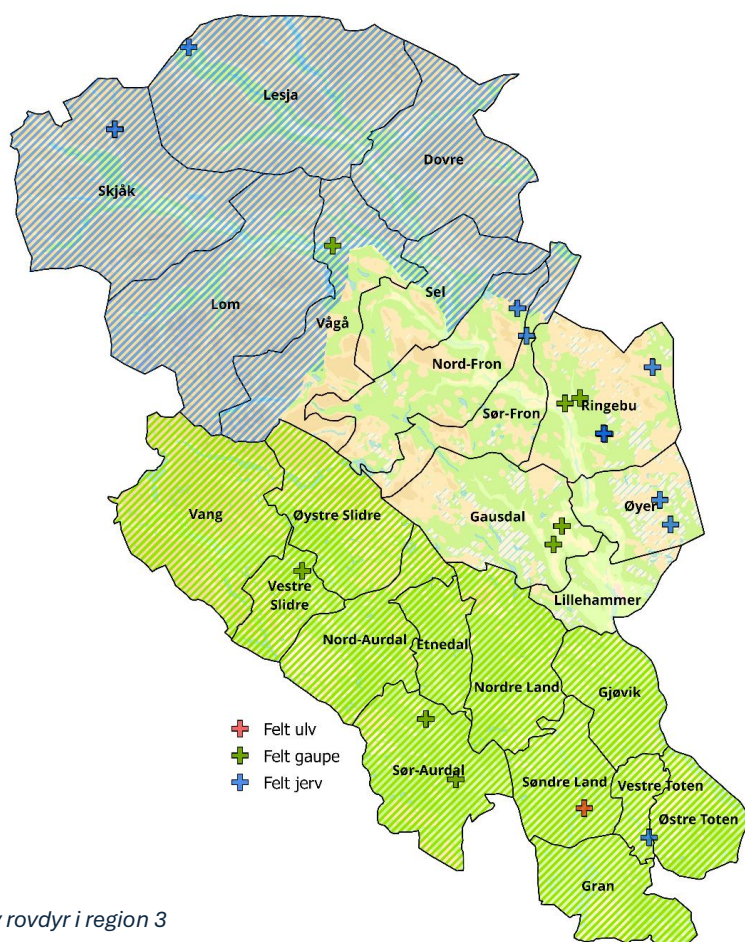 Lesja
Dovre
Skjåk
Lom
Sel
Vågå
Nord-Fron
Sør-Fron
Ringebu
Øyer
Gausdal
Vang
Øystre Slidre
Vestre
Slidre
Lillehammer
Nord-Aurdal
Etnedal
Nordre Land
Gjøvik
Felt ulv
Felt gaupe
Felt jerv
Sør-Aurdal
Søndre Land
Vestre Toten
Østre Toten
Gran
rovdyr i region 3